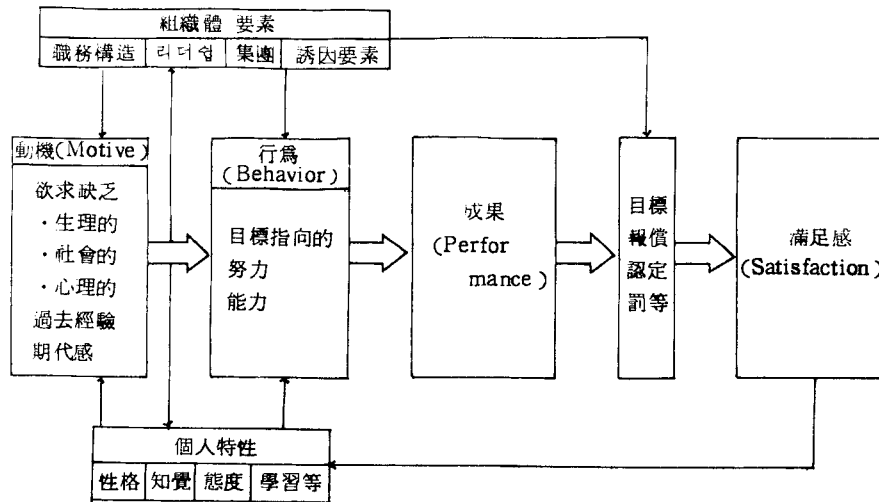 組織體 要素
職務構造 리더쉽 集團 誘因要素
動機(Motive)
欲求缺乏
・生理的
・社會的
・心理的
過去經驗
期代感
行爲
(Behavior)
目標指向的
努力
能力
成果
(Perfor
mance)
目標
報償
認定
罰等
滿足感
(Satisfaction)
個人特性
性格 知覺 態度 學習等